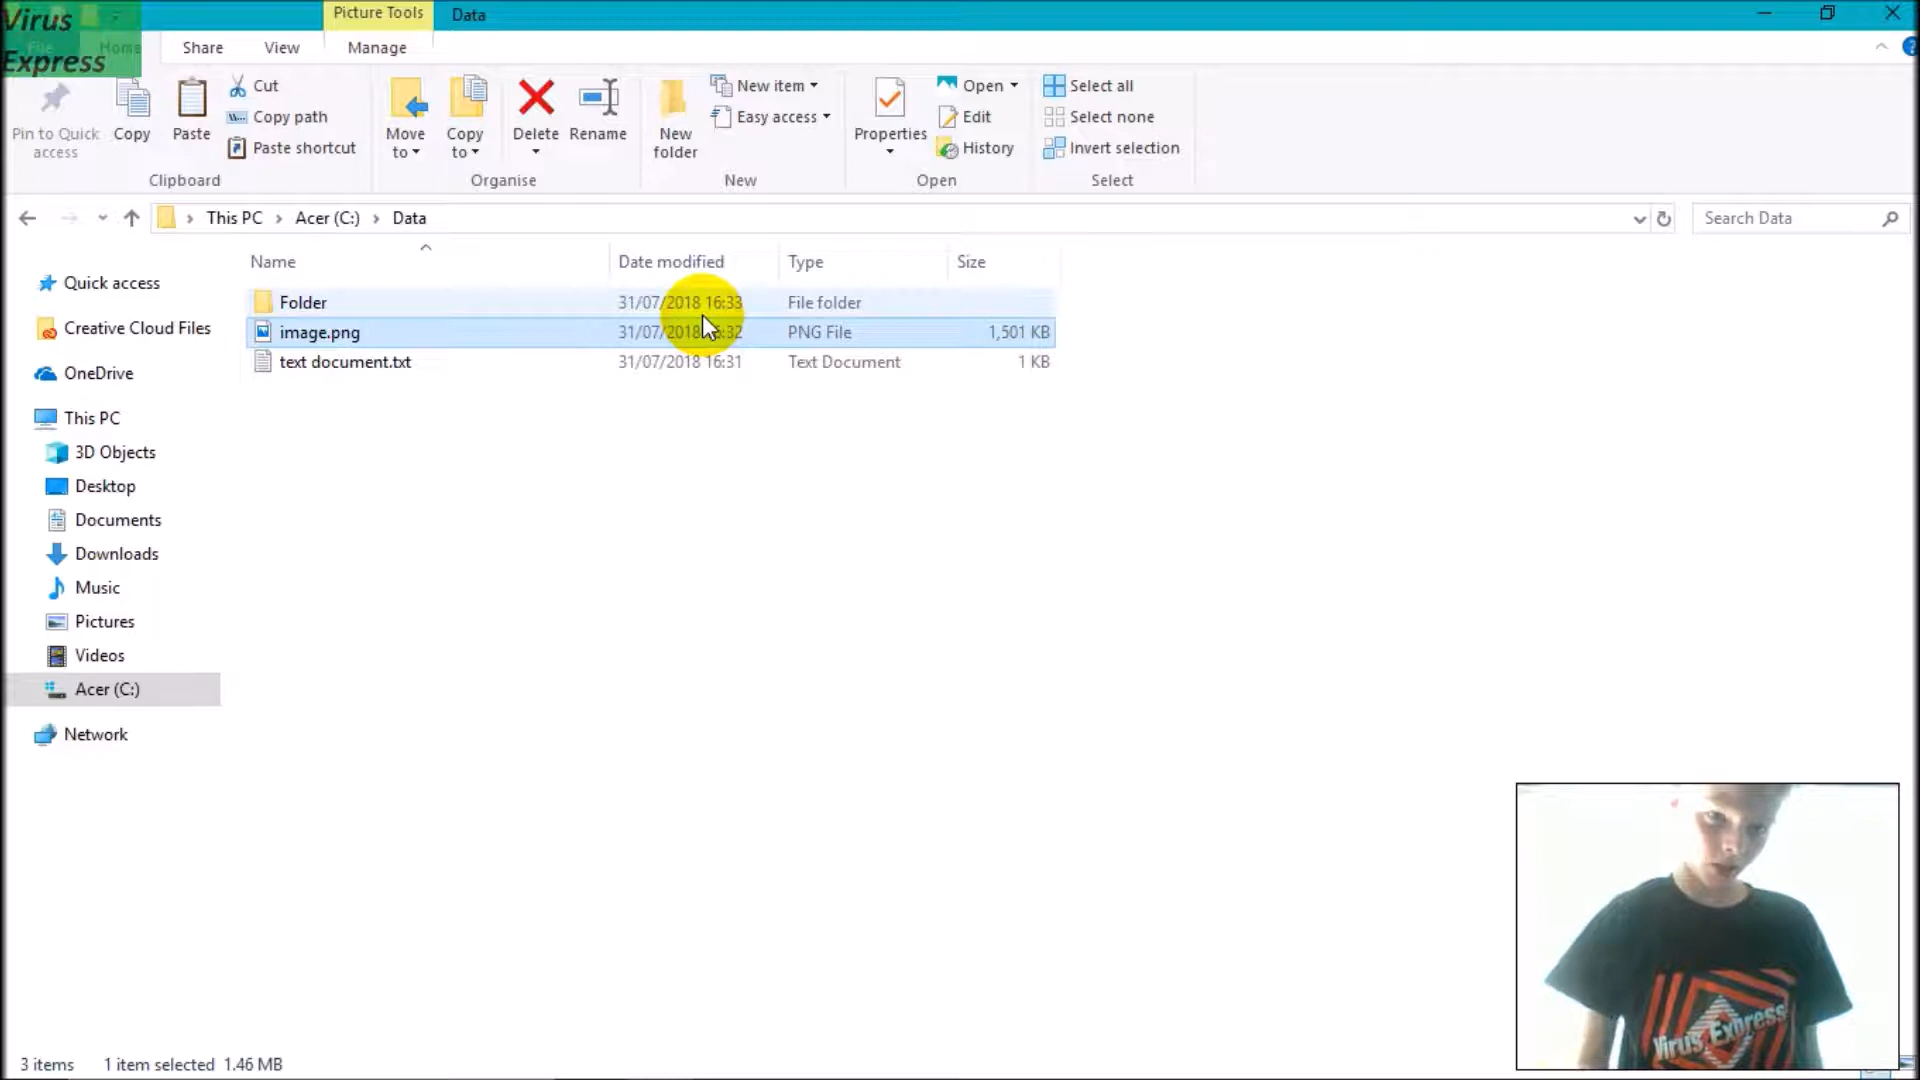 Virus
Express
Picture Tools
Data
File
Home
Share
View
Manage
Pin to Quick
access
Copy
Paste
Cut
Copy path
Paste shortcut
Clipboard
Move
to
Copy
to
Delete
Rename
Organise
New
folder
New item
Easy access
New
Properties
Open
Edit
History
Open
Select all
Select none
Invert selection
Select
This PC > Acer (C:) > Data
Search Data
Name
Date modified
Type
Size
Folder 31/07/2018 16:33 File folder
image.png 31/07/2018 PNG File 1,501 KB
text document.txt 31/07/2018 16:31 Text Document 1 KB
Quick access
Creative Cloud Files
OneDrive
This PC
3D Objects
Desktop
Documents
Downloads
Music
Pictures
Videos
Acer (C:)
Network
3 items 1 item selected 1.46 MB
Virus Express